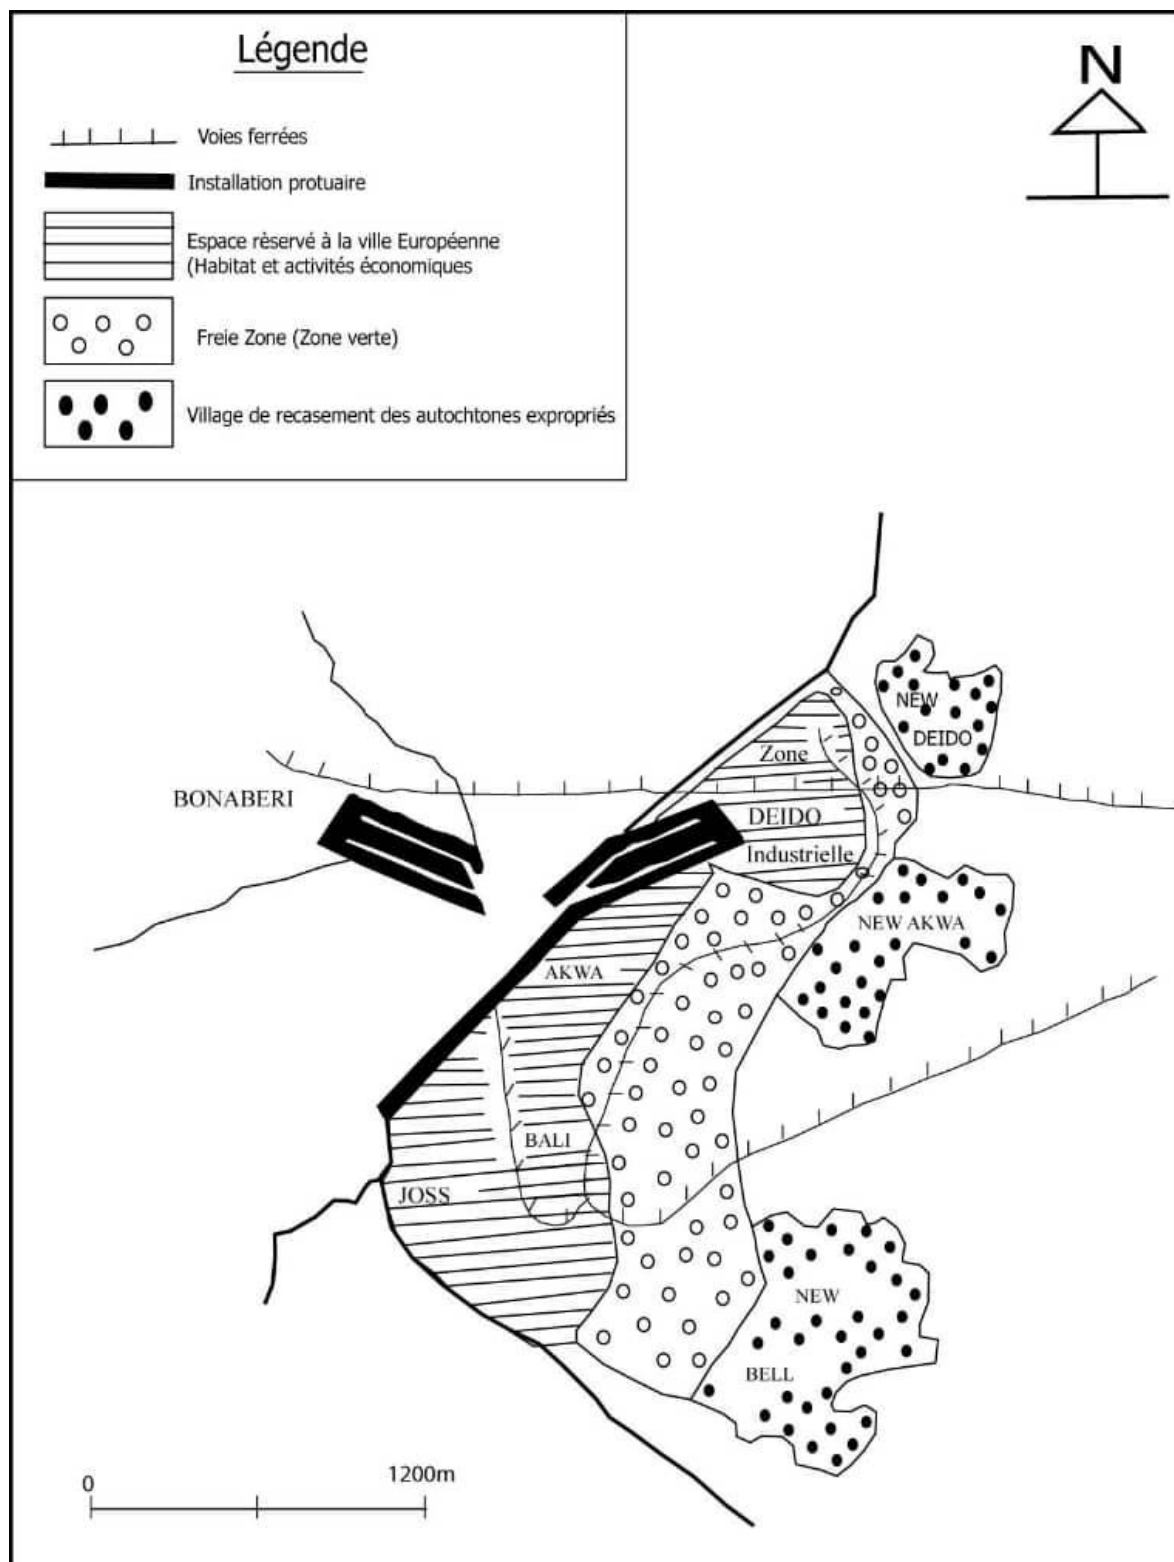 Légende
Voies ferrées
Installation protuaire
Espace rèservé à la ville Européenne
(Habitat et activités économiques
Freie Zone (Zone verte)
Village de recasement des autochtones expropriés
N
NEW
DEIDO
Zone
BONABERI
DEIDO
Industrielle
NEW AKWA
AKWA
BALI
JOSS
NEW
BELL
0
1200m